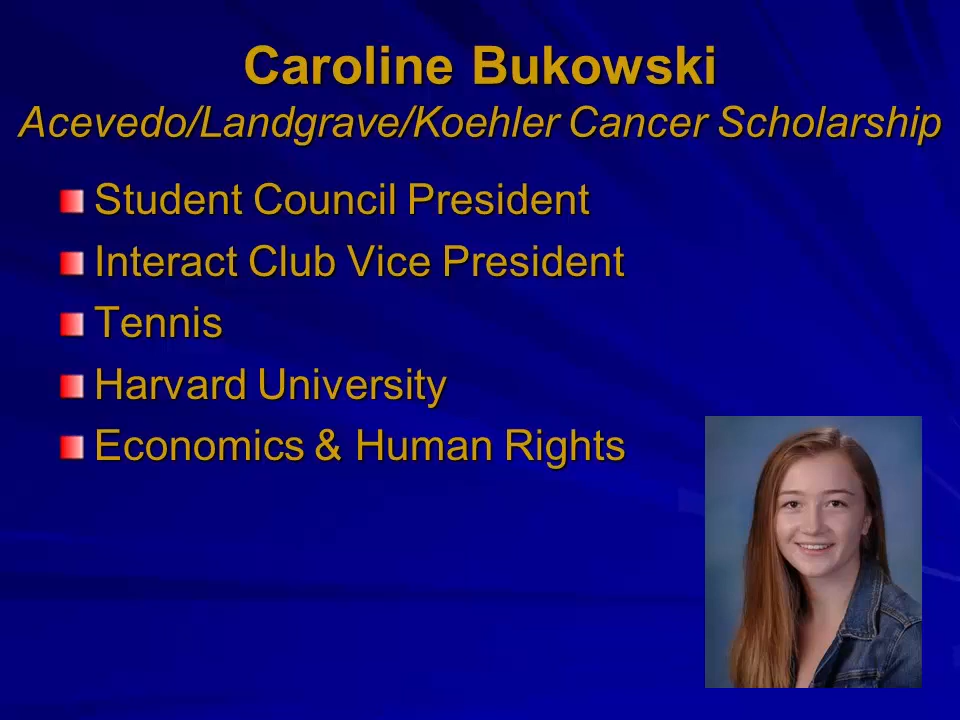 Caroline Bukowski
Acevedo/Landgrave/Koehler Cancer Scholarship
Student Council President
Interact Club Vice President
Tennis
Harvard University
Economics & Human Rights